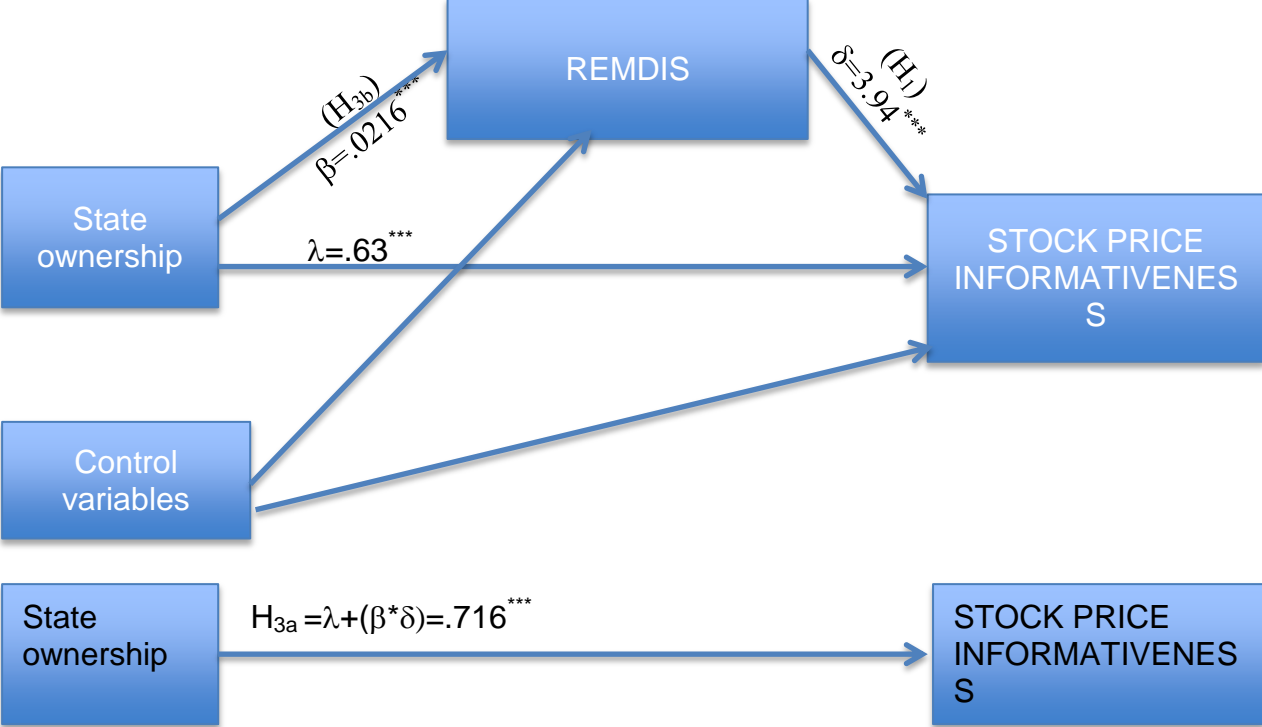 REMDIS
(H3b)
β=.0216***
(H1)
δ=3.94***
State
ownership
λ=.63***
STOCK PRICE
INFORMATIVENES
S
Control
variables
State
ownership
H3a =λ+(β*δ)=.716***
STOCK PRICE
INFORMATIVENES
S